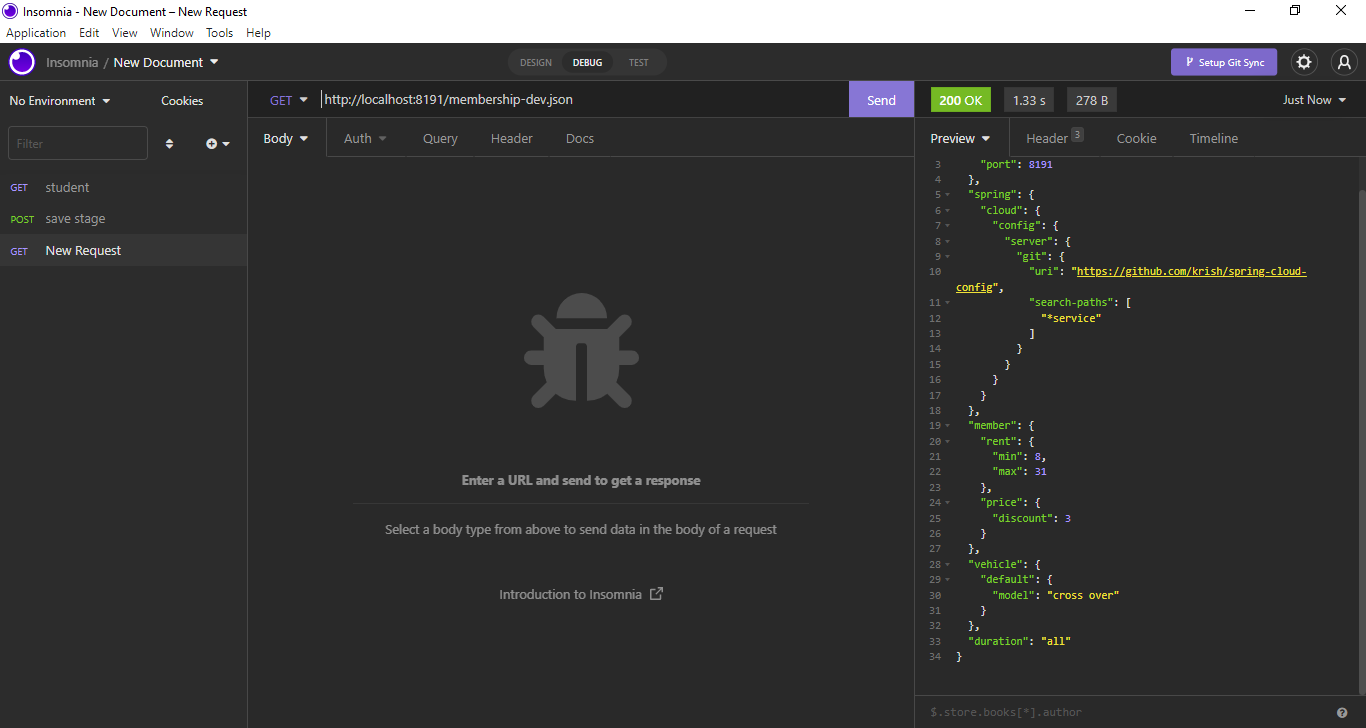 Insomnia - New Document – New Request
Application Edit View Window Tools Help
Insomnia / New Document
DESIGN DEBUG TEST
Setup Git Sync
No Environment Cookies
GET http://localhost:8191/membership-dev.json Send
200 OK 1.33 s 278 B Just Now
Filter
Body Auth Query Header Docs
Preview Header 3 Cookie Timeline
GET student
POST save stage
GET New Request
Enter a URL and send to get a response
Select a body type from above to send data in the body of a request
Introduction to Insomnia
3 "port": 8191
4 },
5 "spring": {
6 "cloud": {
7 "config": {
8 "server": {
9 "git": {
10 "uri": "https://github.com/krish/spring-cloud-
config",
11 "search-paths": [
12 "*service"
13 ]
14 }
15 }
16 }
17 }
18 },
19 "member": {
20 "rent": {
21 "min": 8,
22 "max": 31
23 },
24 "price": {
25 "discount": 3
26 }
27 },
28 "vehicle": {
29 "default": {
30 "model": "cross over"
31 }
32 },
33 "duration": "all"
34 }
$.store.books[*].author